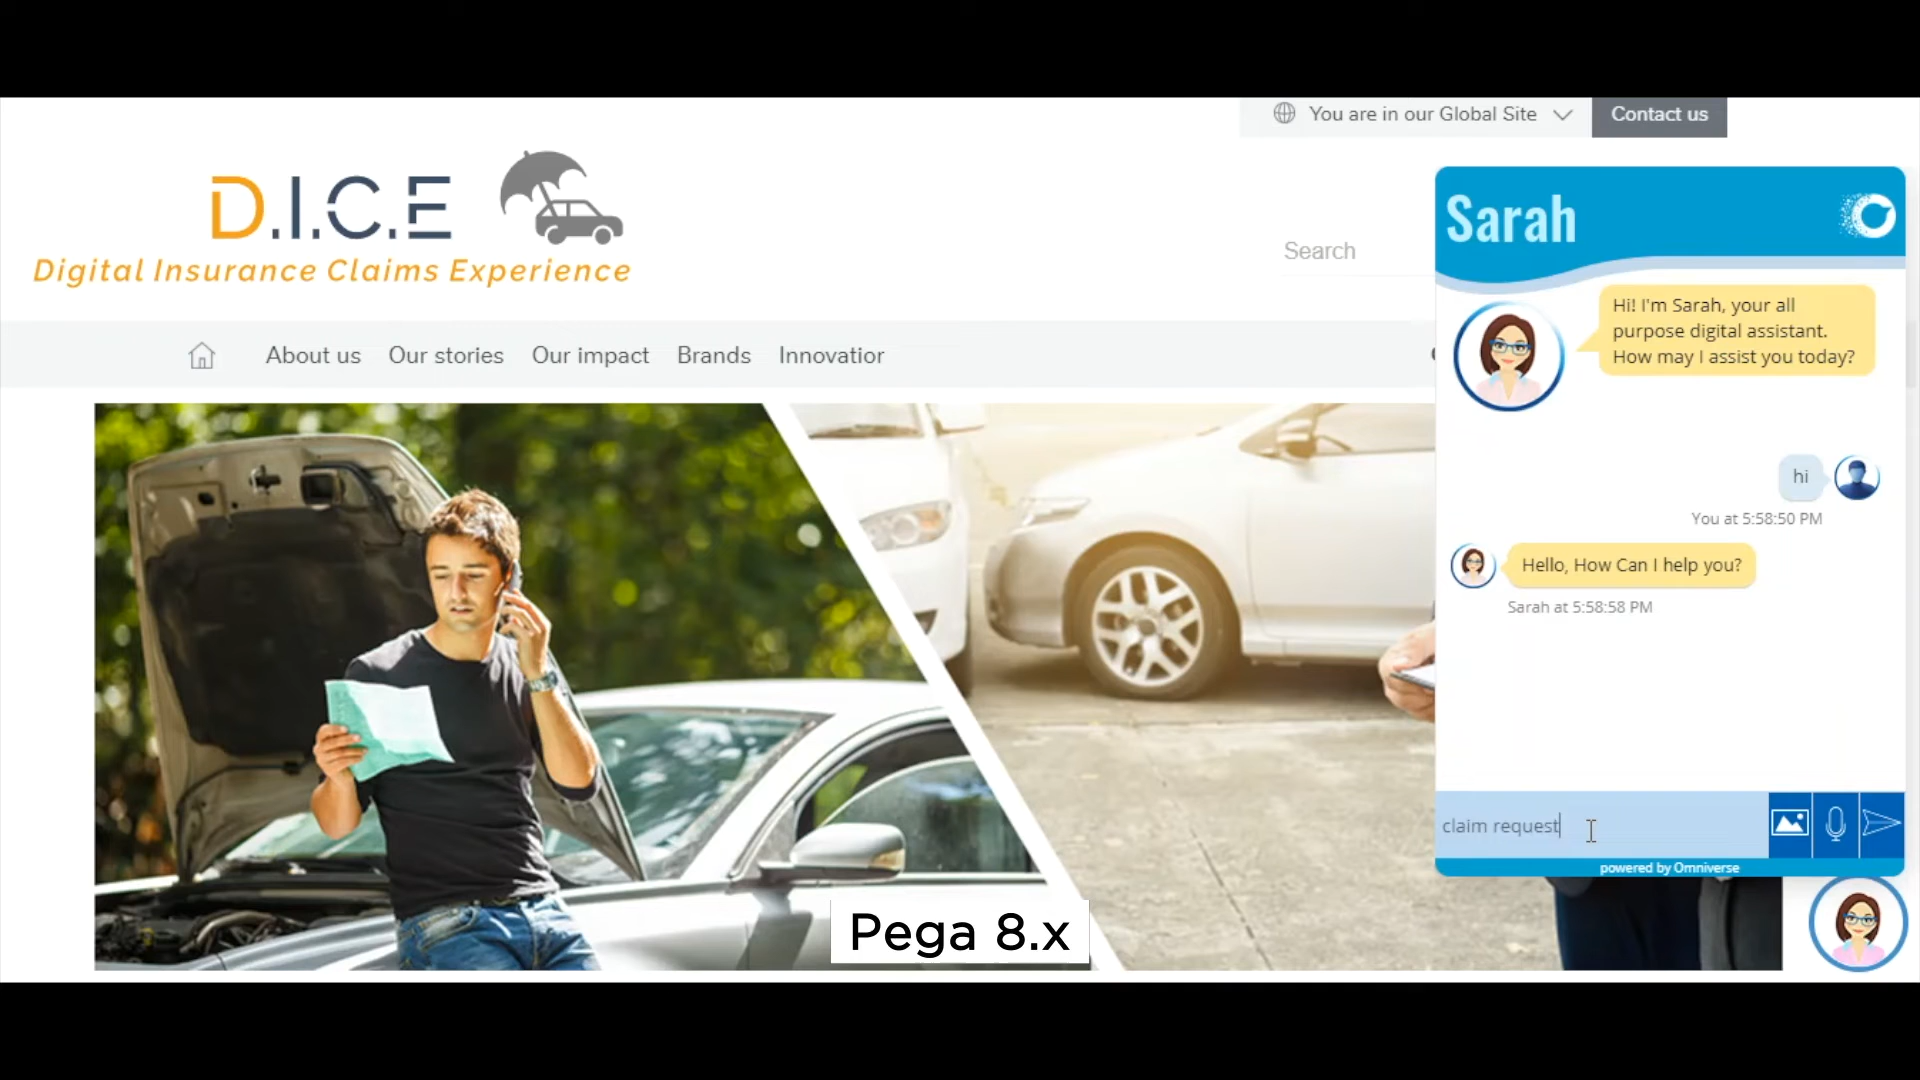 You are in our Global Site
Contact us
D.I.C.E
Digital Insurance Claims Experience
Search
About us
Our stories
Our impact
Brands
Innovatior
Sarah
Hi! I'm Sarah, your all
purpose digital assistant.
How may I assist you today?
hi
You at 5:58:50 PM
Hello, How Can I help you?
Sarah at 5:58:58 PM
claim request
powered by Omniverse
Pega 8.x